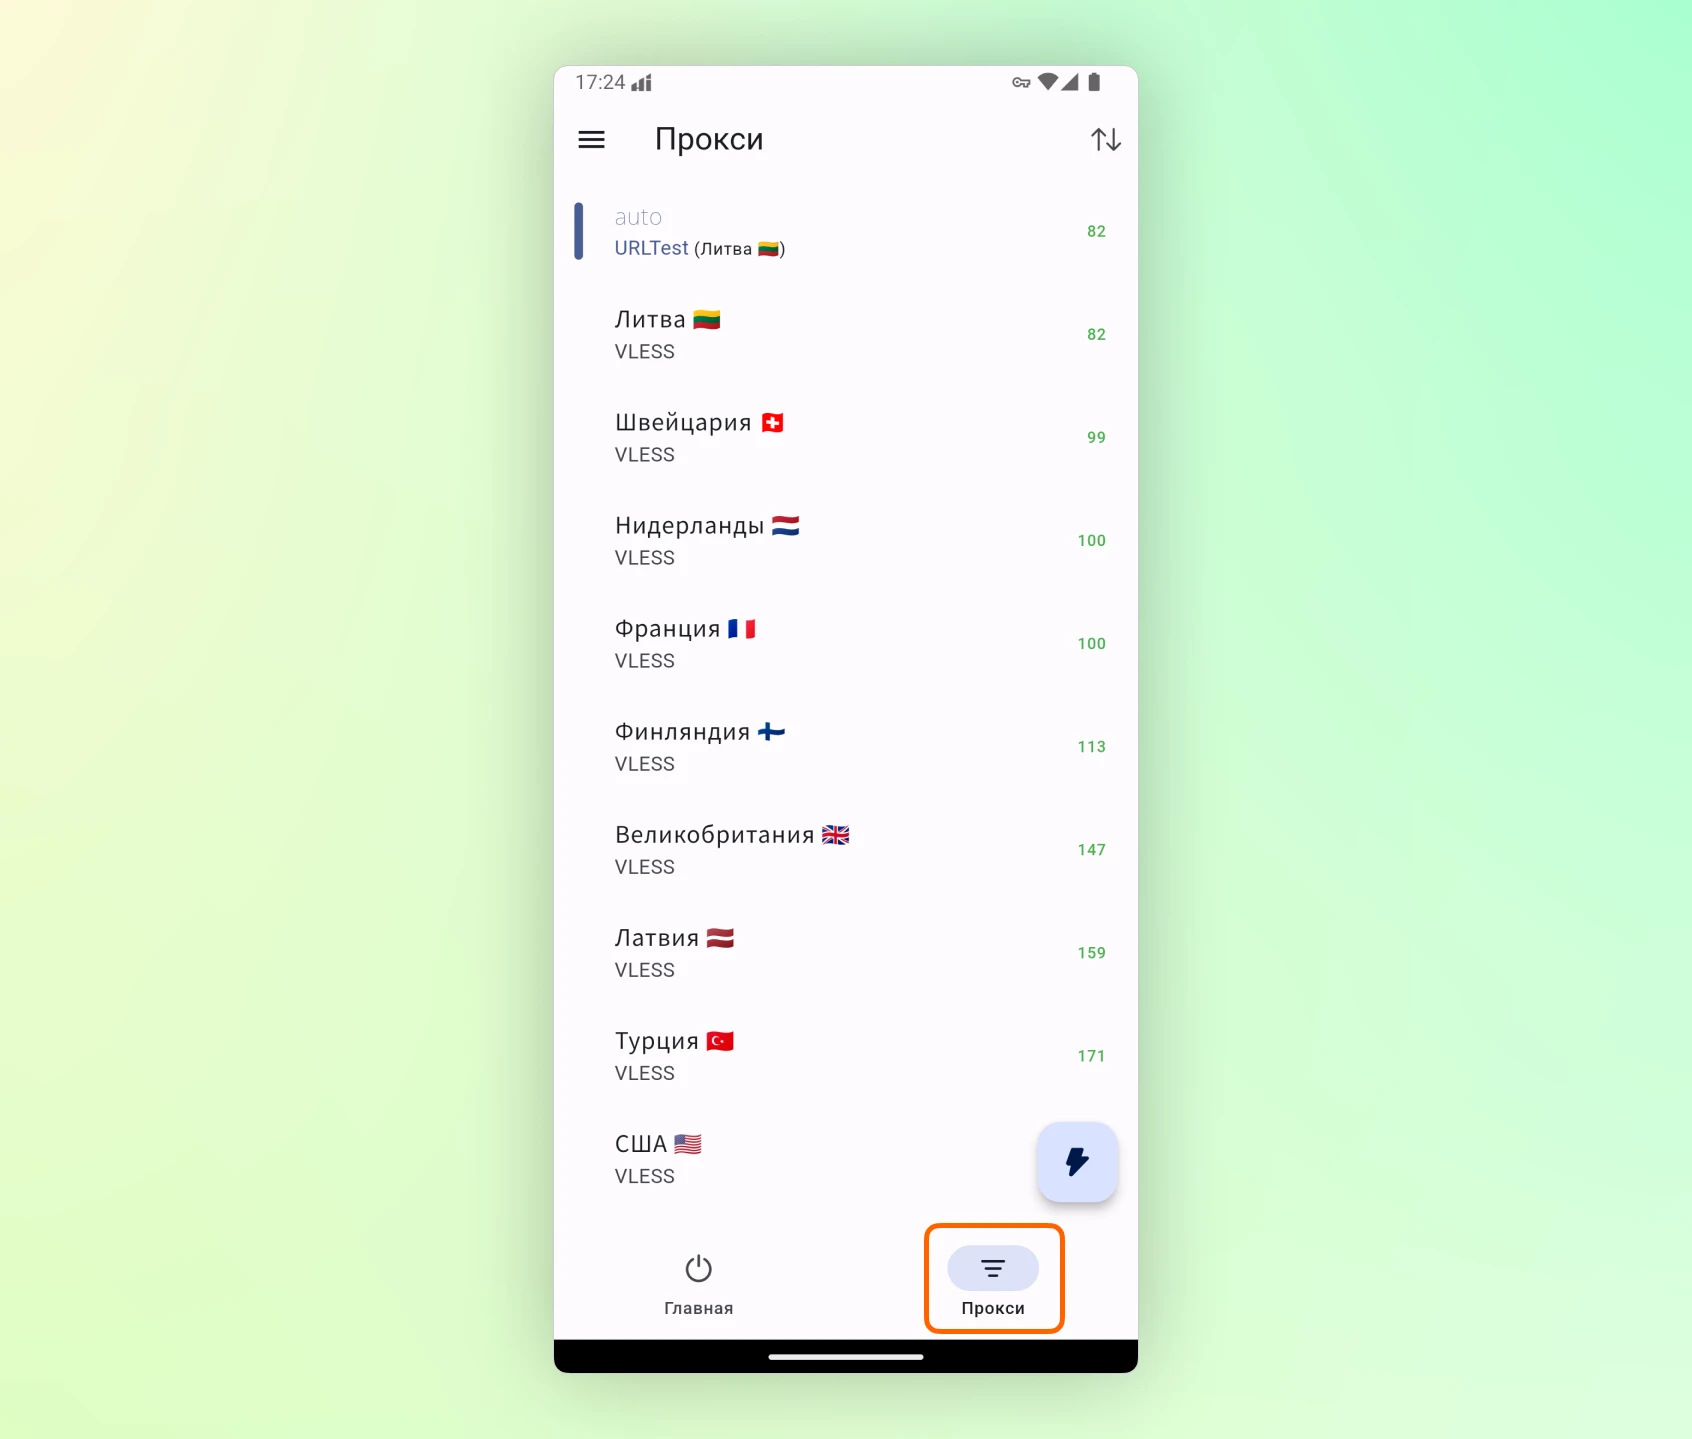 17:24
Прокси
auto
URLTest (Литва)
82
Литва
VLESS
82
Швейцария
VLESS
99
Нидерланды
VLESS
100
Франция
VLESS
100
Финляндия
VLESS
113
Великобритания
VLESS
147
Латвия
VLESS
159
Турция
VLESS
171
США
VLESS
Главная
Прокси